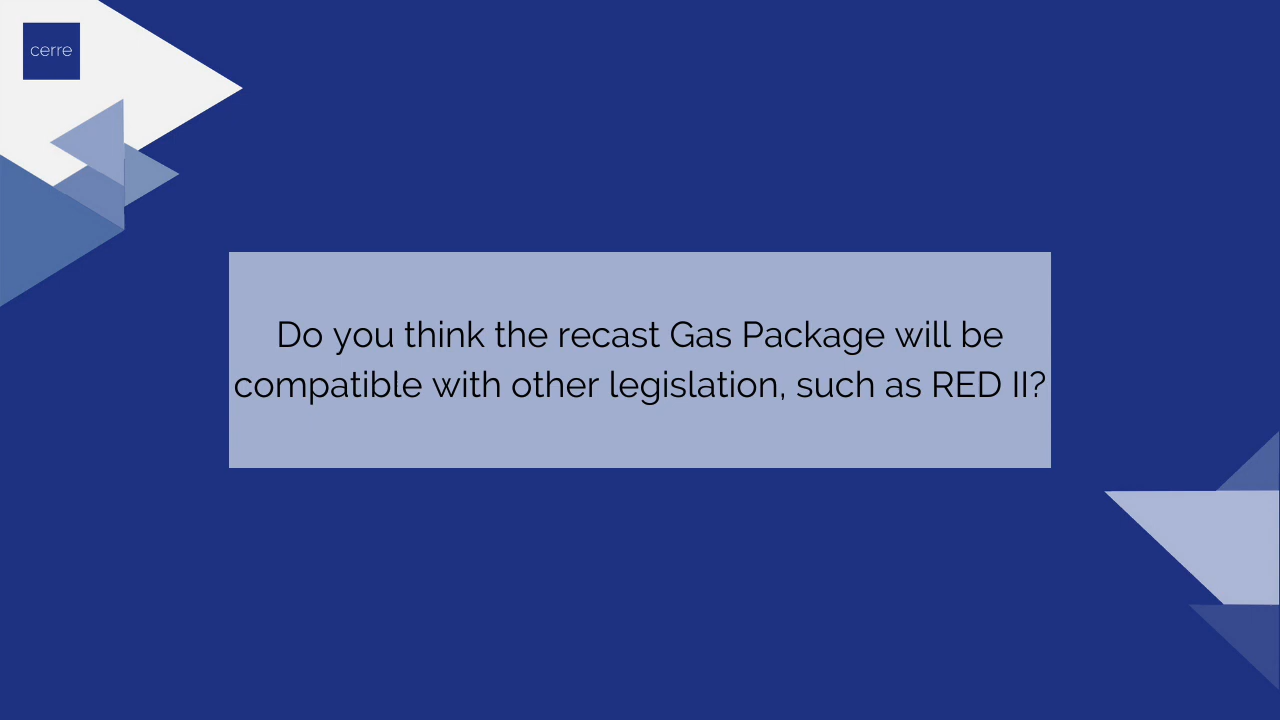 cerre
Do you think the recast Gas Package will be
compatible with other legislation, such as RED II?